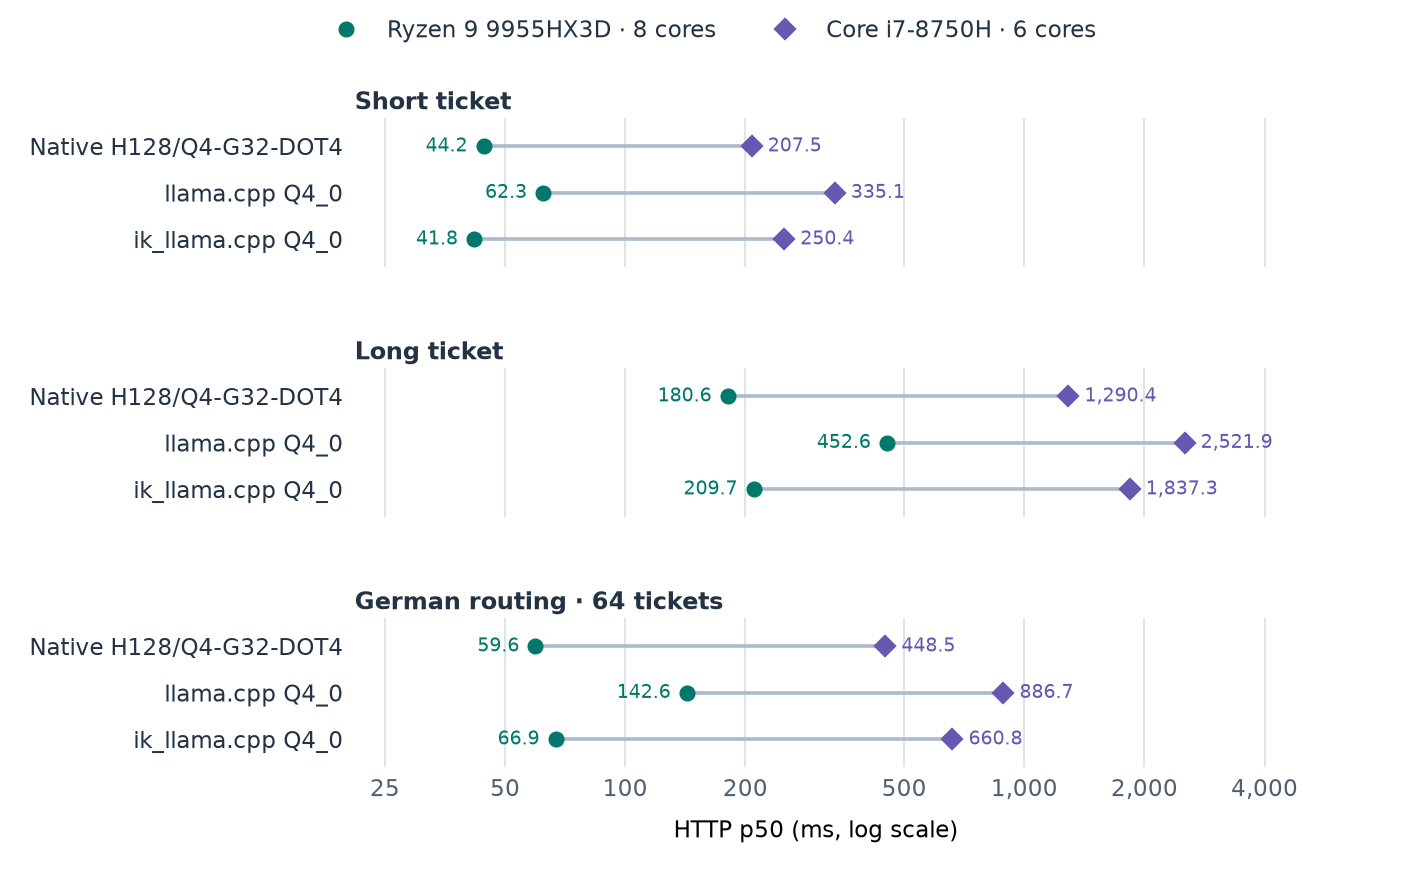 Ryzen 9 9955HX3D · 8 cores
Core i7-8750H · 6 cores
Short ticket
Native H128/Q4-G32-DOT4 44.2 207.5
llama.cpp Q4_0 62.3 335.1
ik_llama.cpp Q4_0 41.8 250.4
Long ticket
Native H128/Q4-G32-DOT4 180.6 1,290.4
llama.cpp Q4_0 452.6 2,521.9
ik_llama.cpp Q4_0 209.7 1,837.3
German routing · 64 tickets
Native H128/Q4-G32-DOT4 59.6 448.5
llama.cpp Q4_0 142.6 886.7
ik_llama.cpp Q4_0 66.9 660.8
25 50 100 200 500 1,000 2,000 4,000
HTTP p50 (ms, log scale)